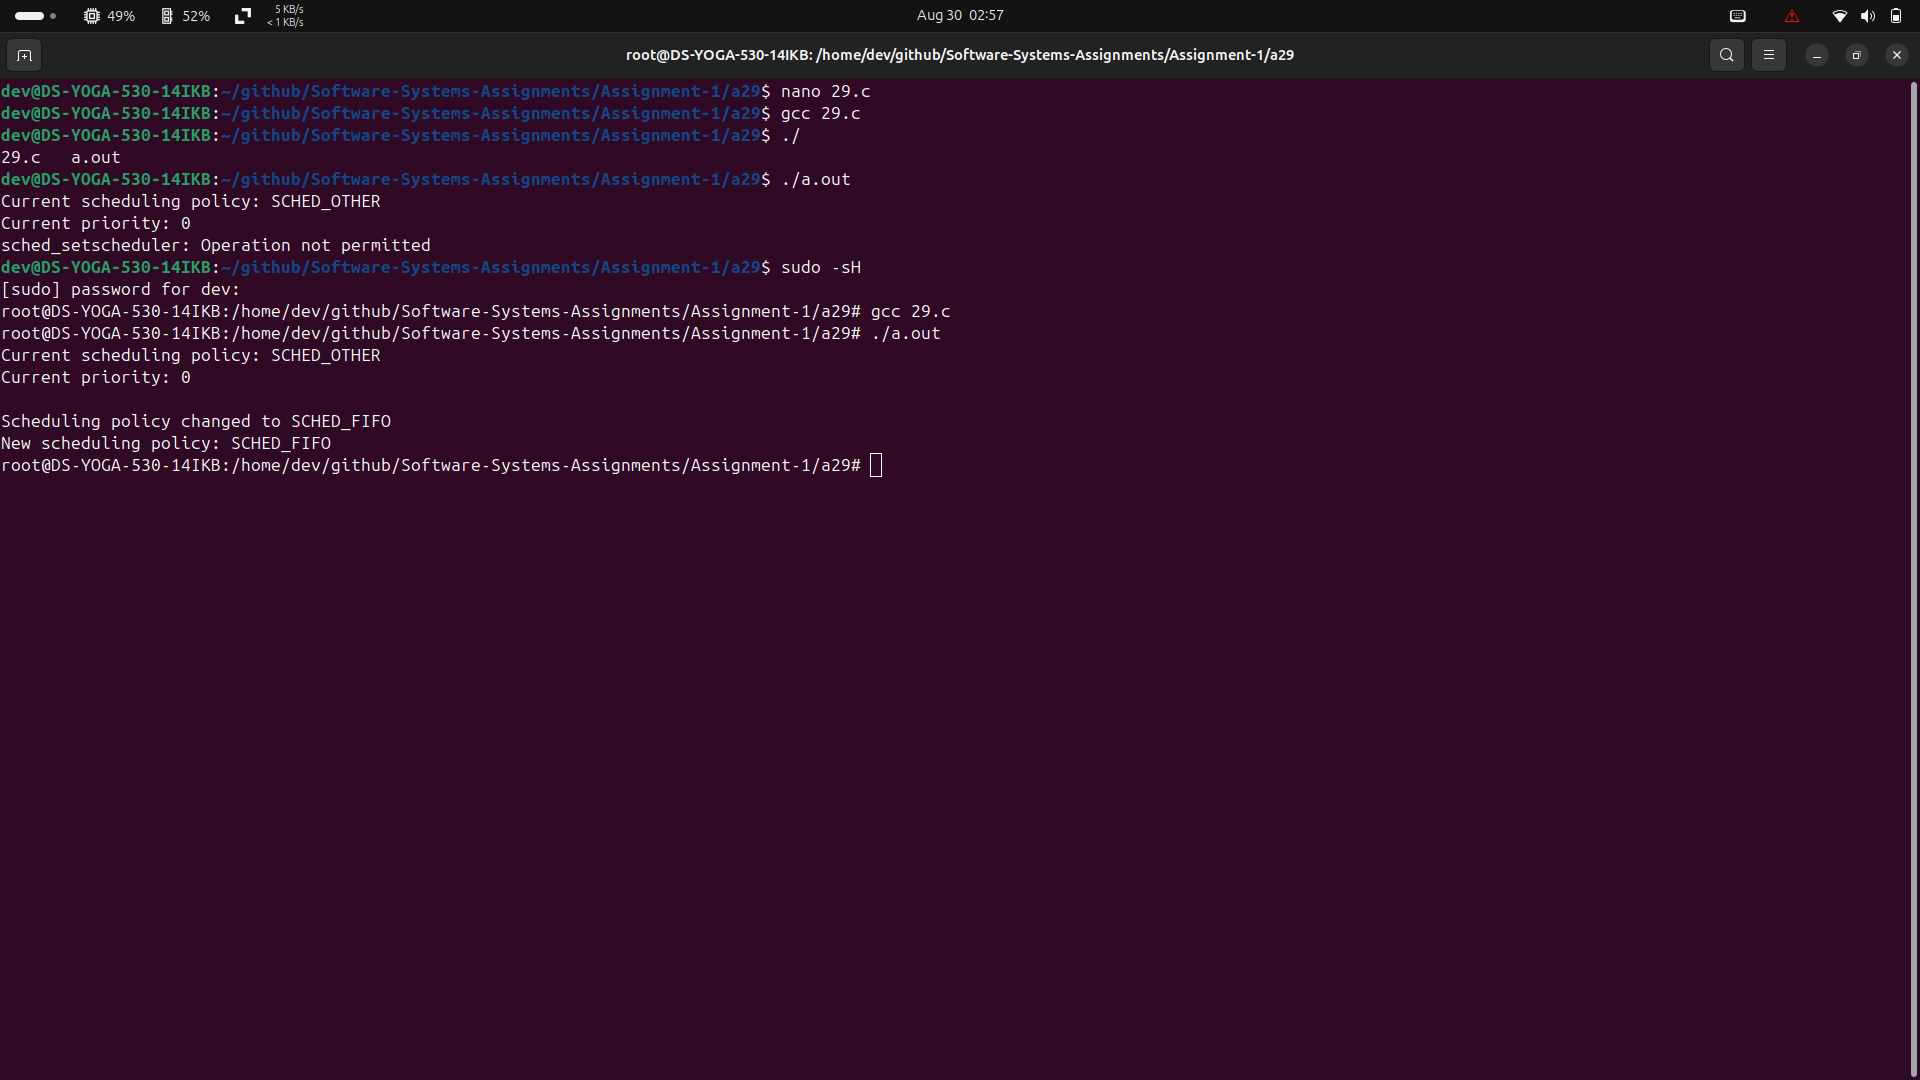 49% 52% 5 KB/s Aug 30 02:57
< 1 KB/s
root@DS-YOGA-530-14IKB: /home/dev/github/Software-Systems-Assignments/Assignment-1/a29
dev@DS-YOGA-530-14IKB:~/github/Software-Systems-Assignments/Assignment-1/a29$ nano 29.c
dev@DS-YOGA-530-14IKB:~/github/Software-Systems-Assignments/Assignment-1/a29$ gcc 29.c
dev@DS-YOGA-530-14IKB:~/github/Software-Systems-Assignments/Assignment-1/a29$ ./
29.c   a.out
dev@DS-YOGA-530-14IKB:~/github/Software-Systems-Assignments/Assignment-1/a29$ ./a.out
Current scheduling policy: SCHED_OTHER
Current priority: 0
sched_setscheduler: Operation not permitted
dev@DS-YOGA-530-14IKB:~/github/Software-Systems-Assignments/Assignment-1/a29$ sudo -sH
[sudo] password for dev:
root@DS-YOGA-530-14IKB:/home/dev/github/Software-Systems-Assignments/Assignment-1/a29# gcc 29.c
root@DS-YOGA-530-14IKB:/home/dev/github/Software-Systems-Assignments/Assignment-1/a29# ./a.out
Current scheduling policy: SCHED_OTHER
Current priority: 0
Scheduling policy changed to SCHED_FIFO
New scheduling policy: SCHED_FIFO
root@DS-YOGA-530-14IKB:/home/dev/github/Software-Systems-Assignments/Assignment-1/a29#